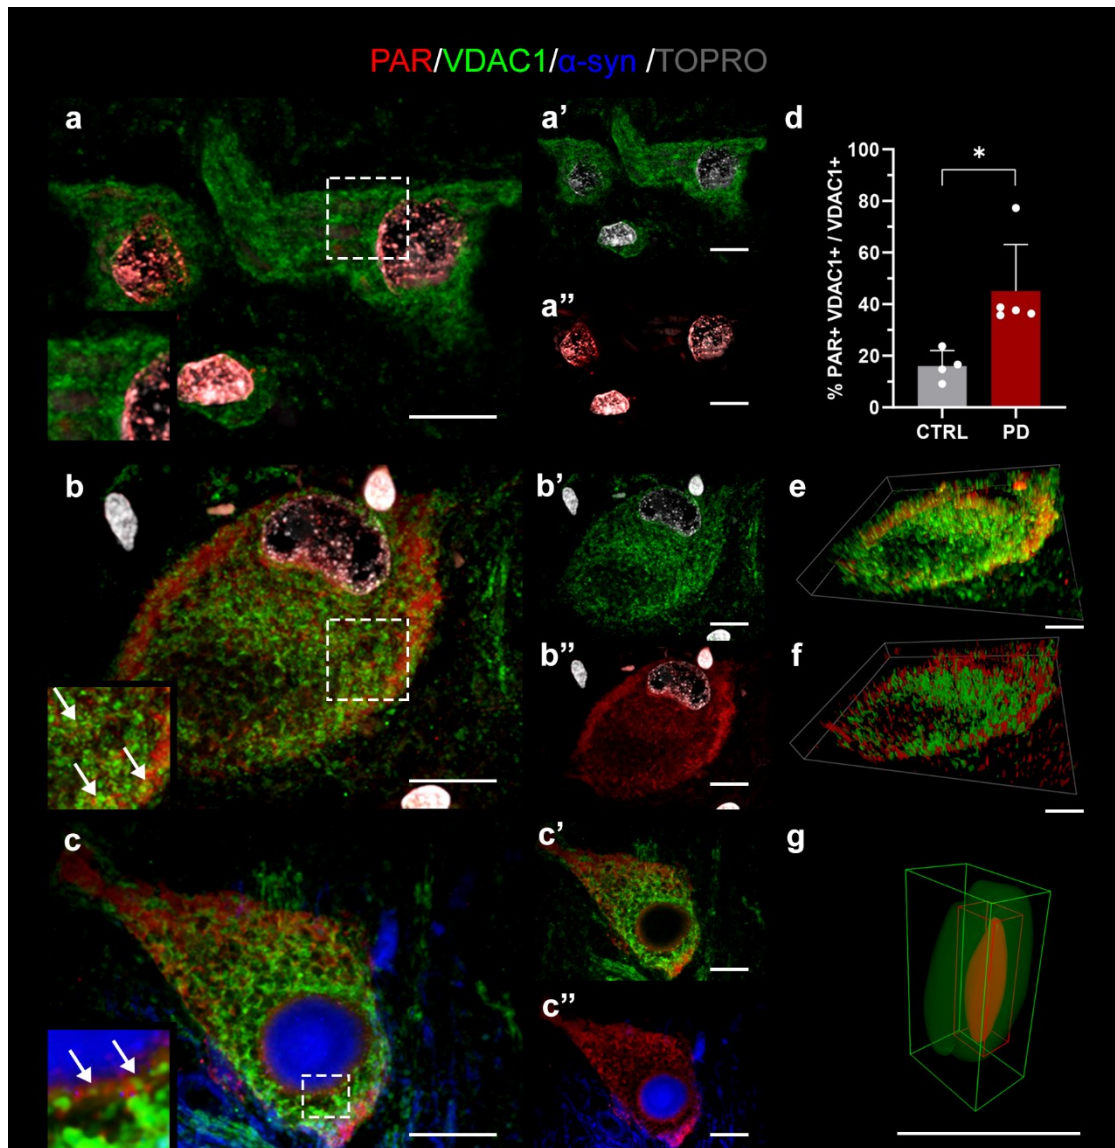 PAR/VDAC1/α-syn /TOPRO
a
a'
a"
d
% PAR+ VDAC1+ / VDAC1+
100
80
60
40
20
0
*
CTRL PD
b
b'
b"
e
f
c
c'
c"
g